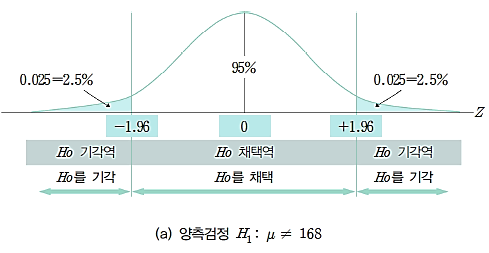 95%
0.025=2.5% 0.025=2.5%
Z
−1.96 0 +1.96
Ho 기각역 Ho 채택역 Ho 기각역
Ho를 기각 Ho를 채택 Ho를 기각
(a) 양측검정 H₁: μ ≠ 168